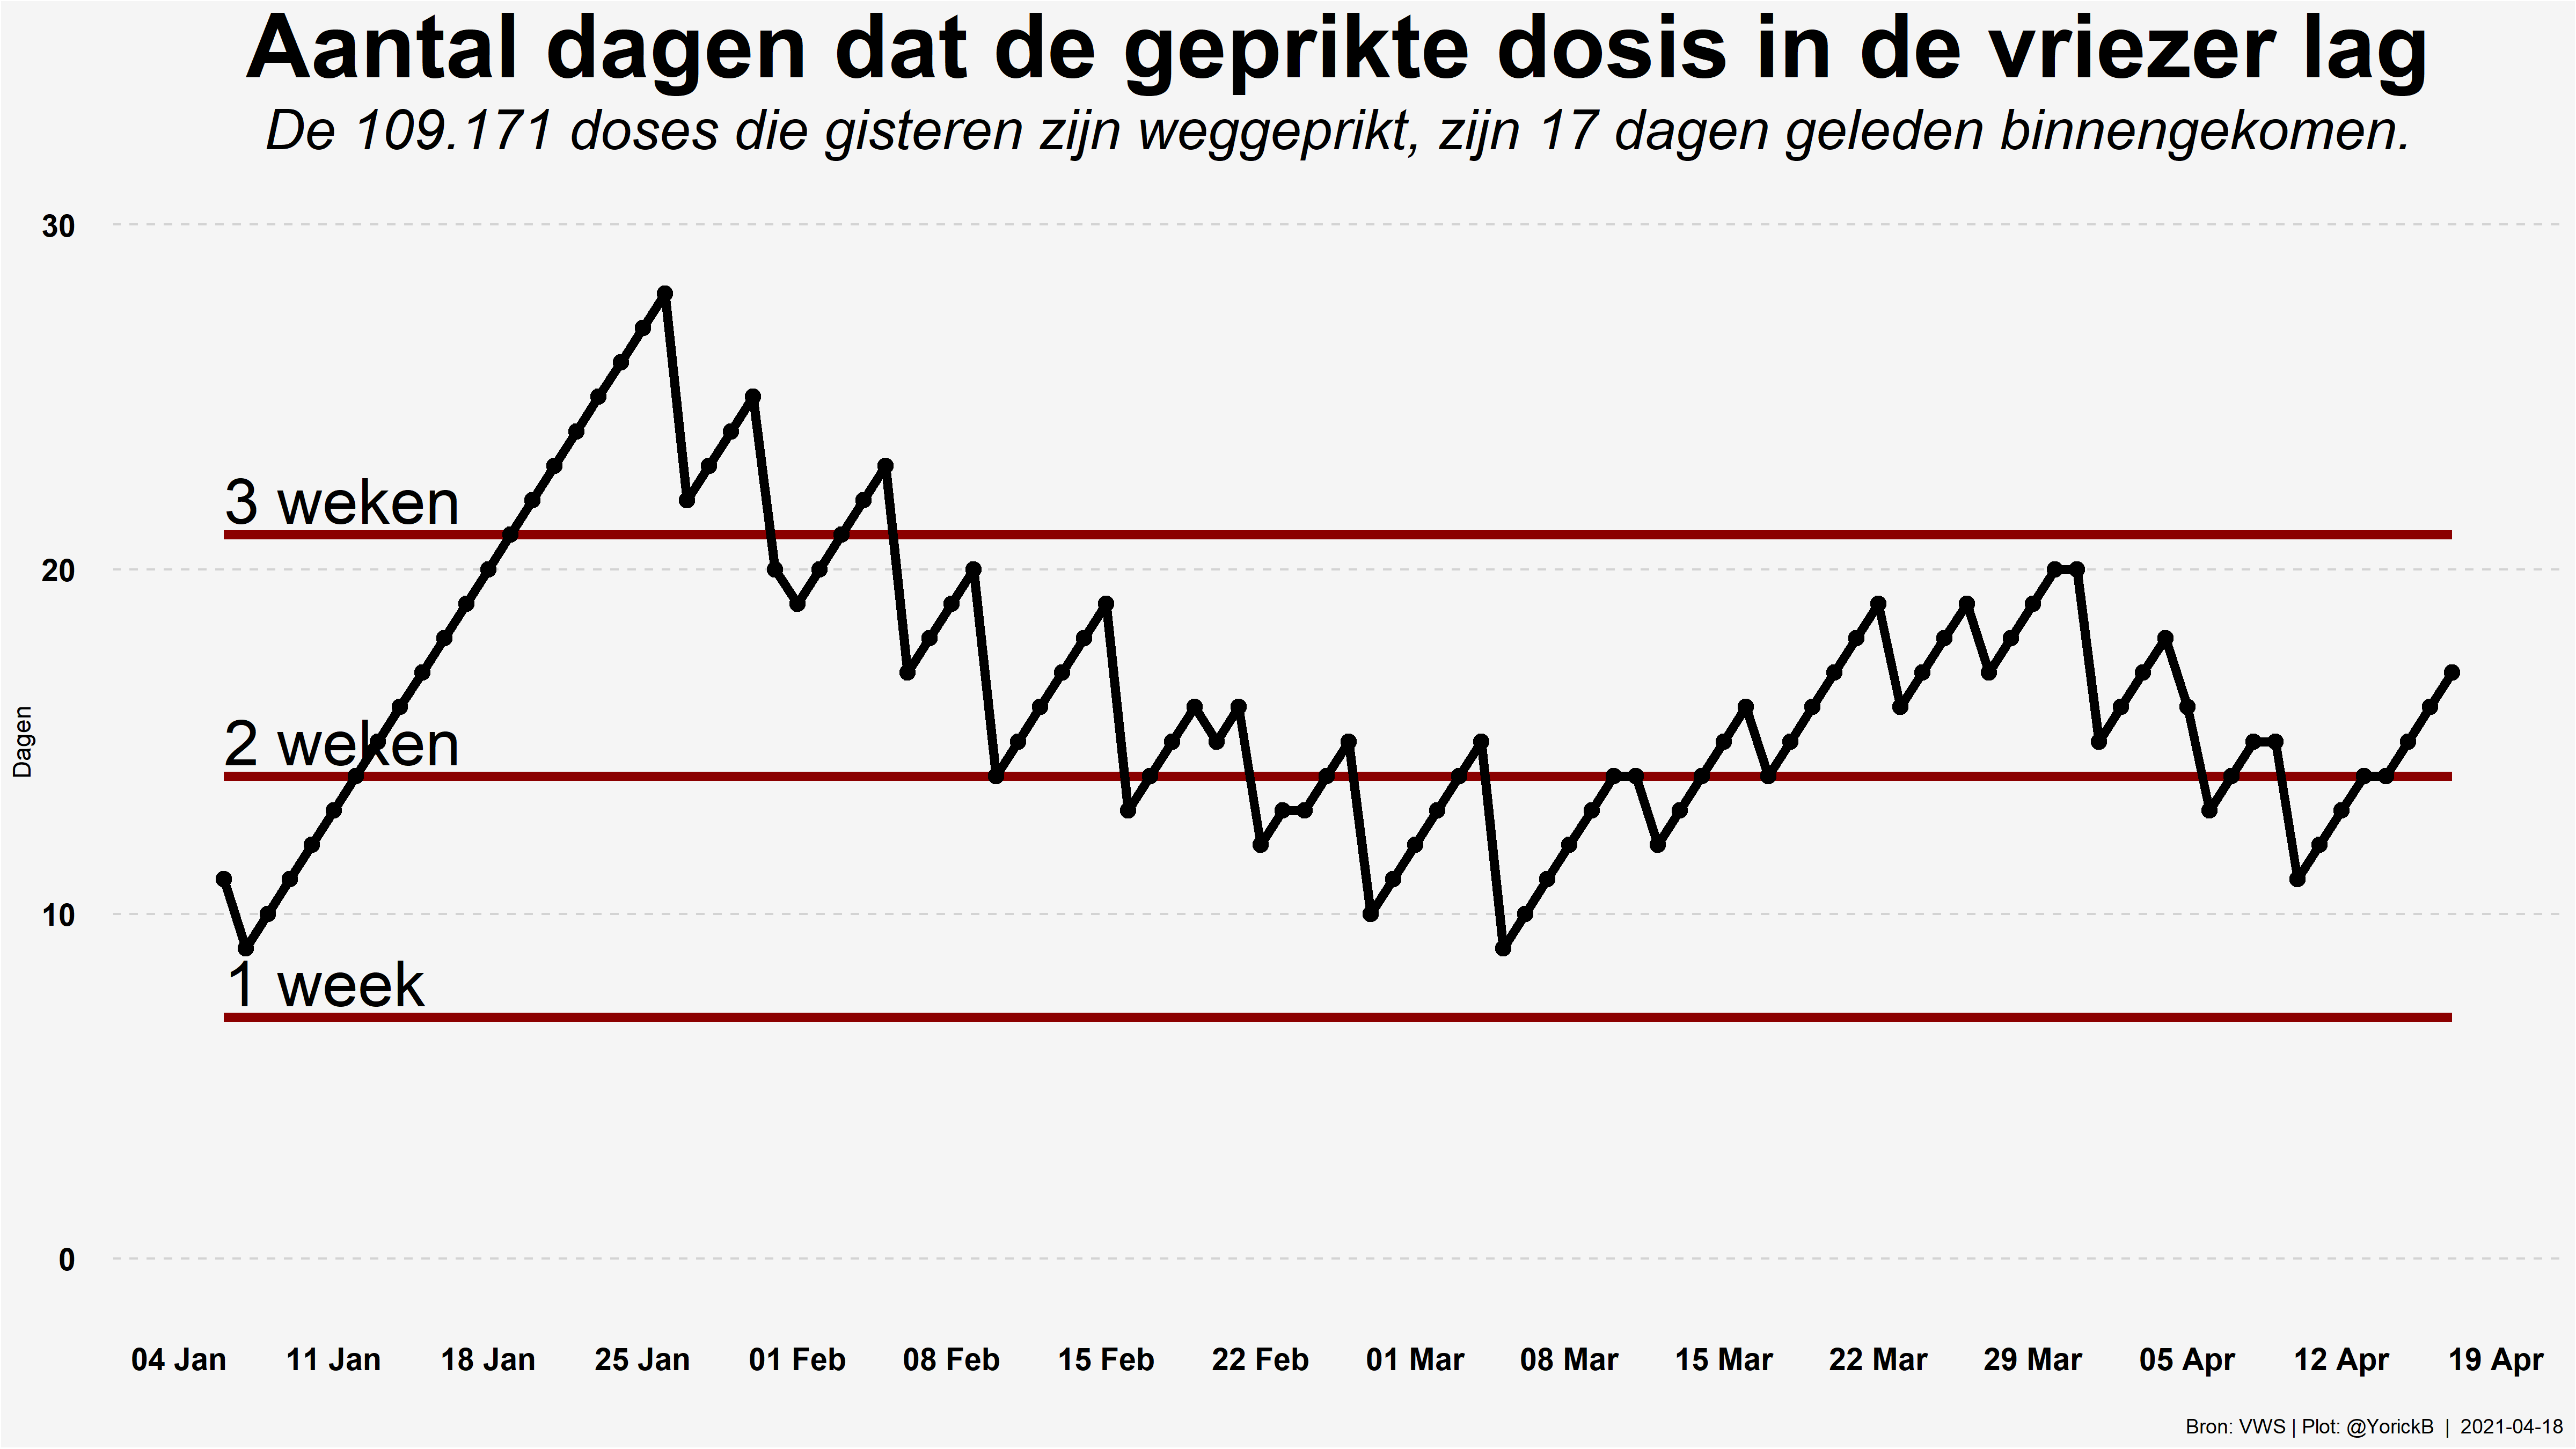 Aantal dagen dat de geprikte dosis in de vriezer lag
De 109.171 doses die gisteren zijn weggeprikt, zijn 17 dagen geleden binnengekomen.
30
3 weken
20
Dagen
2 weken
10
1 week
0
04 Jan 11 Jan 18 Jan 25 Jan 01 Feb 08 Feb 15 Feb 22 Feb 01 Mar 08 Mar 15 Mar 22 Mar 29 Mar 05 Apr 12 Apr 19 Apr
Bron: VWS | Plot: @YorickB | 2021-04-18